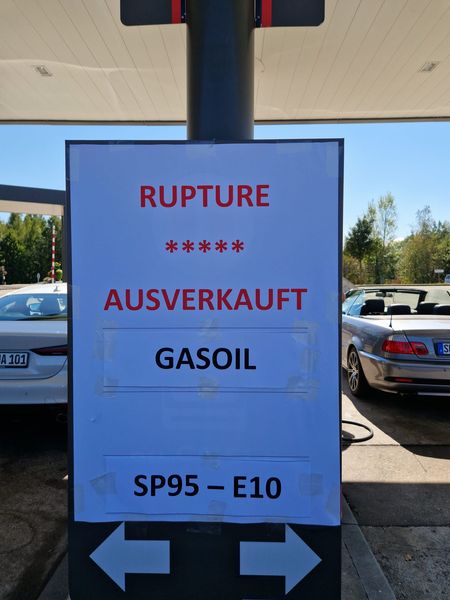 RUPTURE
*****
AUSVERKAUFT
GASOIL
SP95 – E10